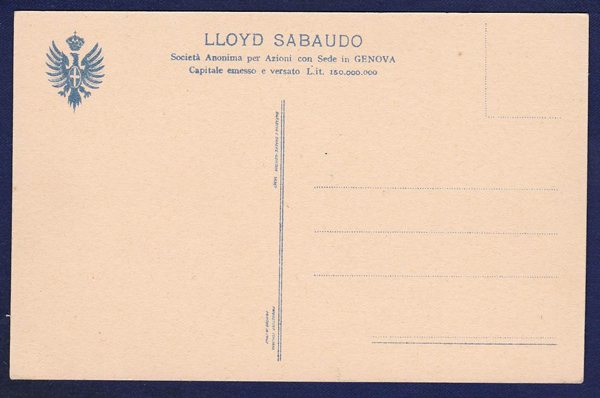 LLOYD SABAUDO
Società Anonima per Azioni con Sede in GENOVA
Capitale emesso e versato L.it. 150.000.000